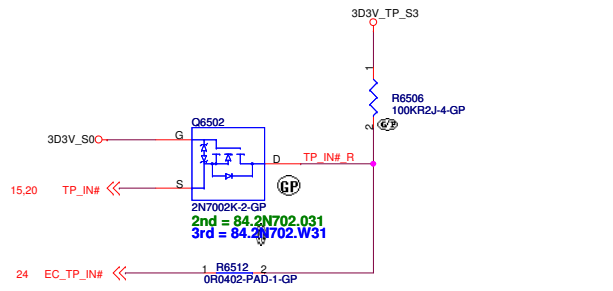 3D3V_TP_S3
1
R6506
100KR2J-4-GP
2
G/P
Q6502
3D3V_S0
G
D
TP_IN#_R
15,20
TP_IN#
S
GP
2N7002K-2-GP
2nd = 84.2N702.031
3rd = 84.2N702.W31
24
EC_TP_IN#
1
R6512
2
0R0402-PAD-1-GP